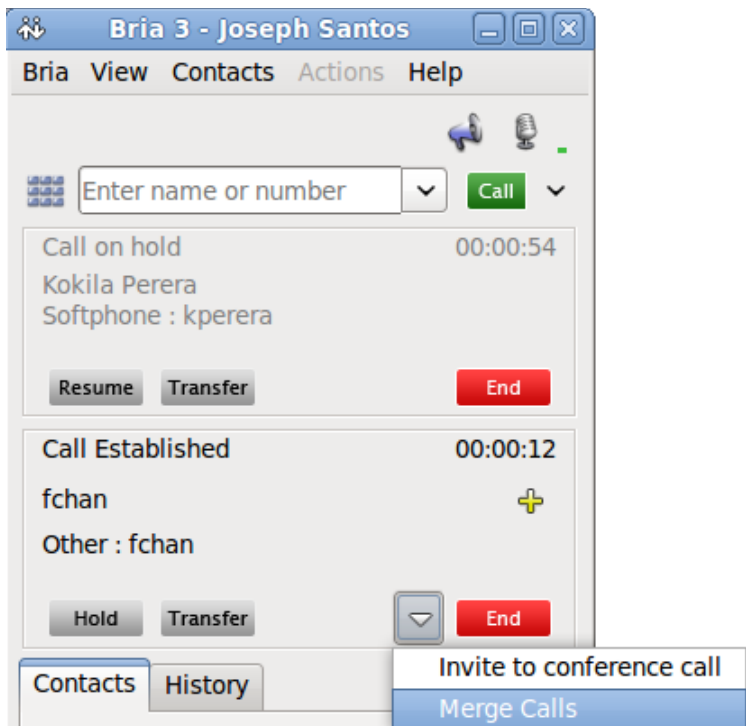 Bria 3 - Joseph Santos
Bria View Contacts Actions Help
Enter name or number Call
Call on hold 00:00:54
Kokila Perera
Softphone : kperera
Resume Transfer End
Call Established 00:00:12
fchan
Other : fchan
Hold Transfer End
Invite to conference call
Contacts History
Merge Calls